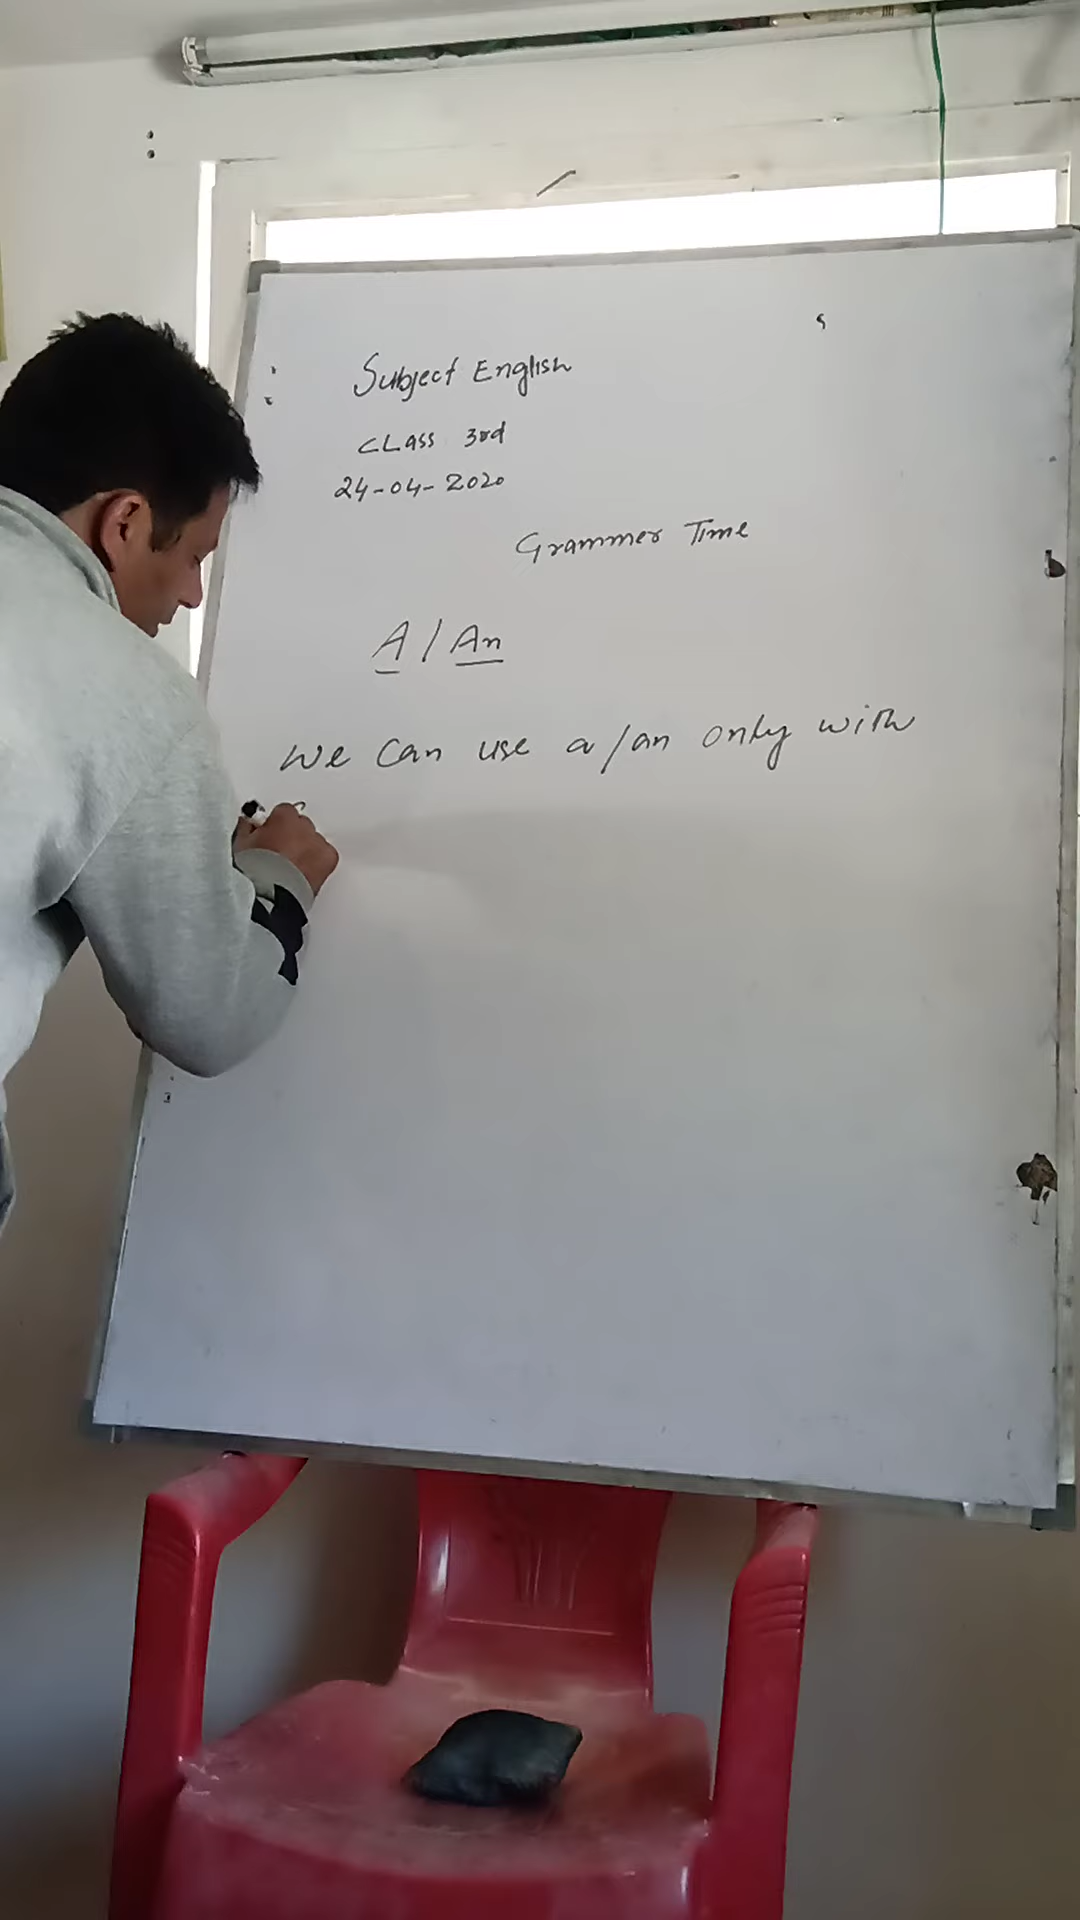 Subject English
Class 3rd
24-04-2020
Grammer Time
A/An
We can use a/an only with